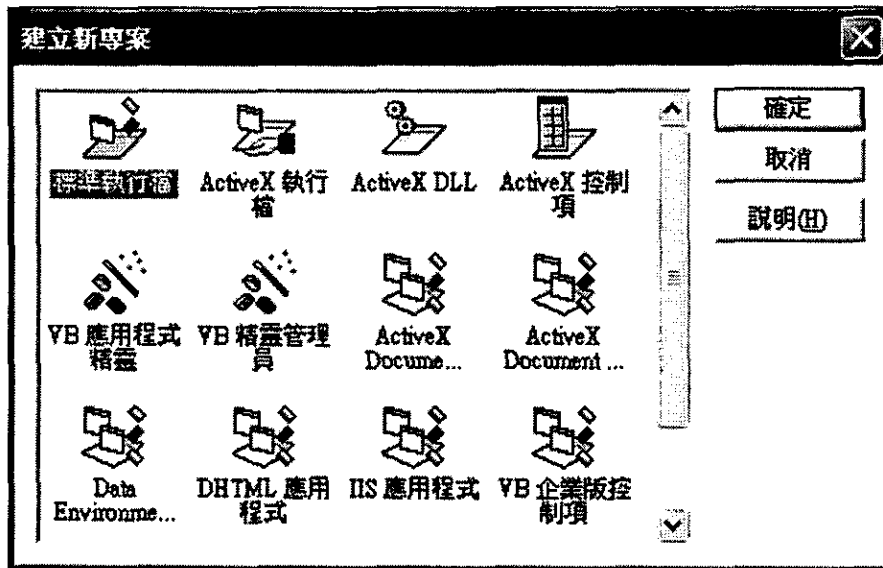 建立新專案
確定
取消
說明(H)
標準執行檔
ActiveX 執行
檔
ActiveX DLL
ActiveX 控制
項
VB 應用程式
精靈
VB 精靈管理
員
ActiveX
Docume...
ActiveX
Document ...
Data
Environme...
DHTML 應用
程式
IIS 應用程式
VB 企業版控
制項